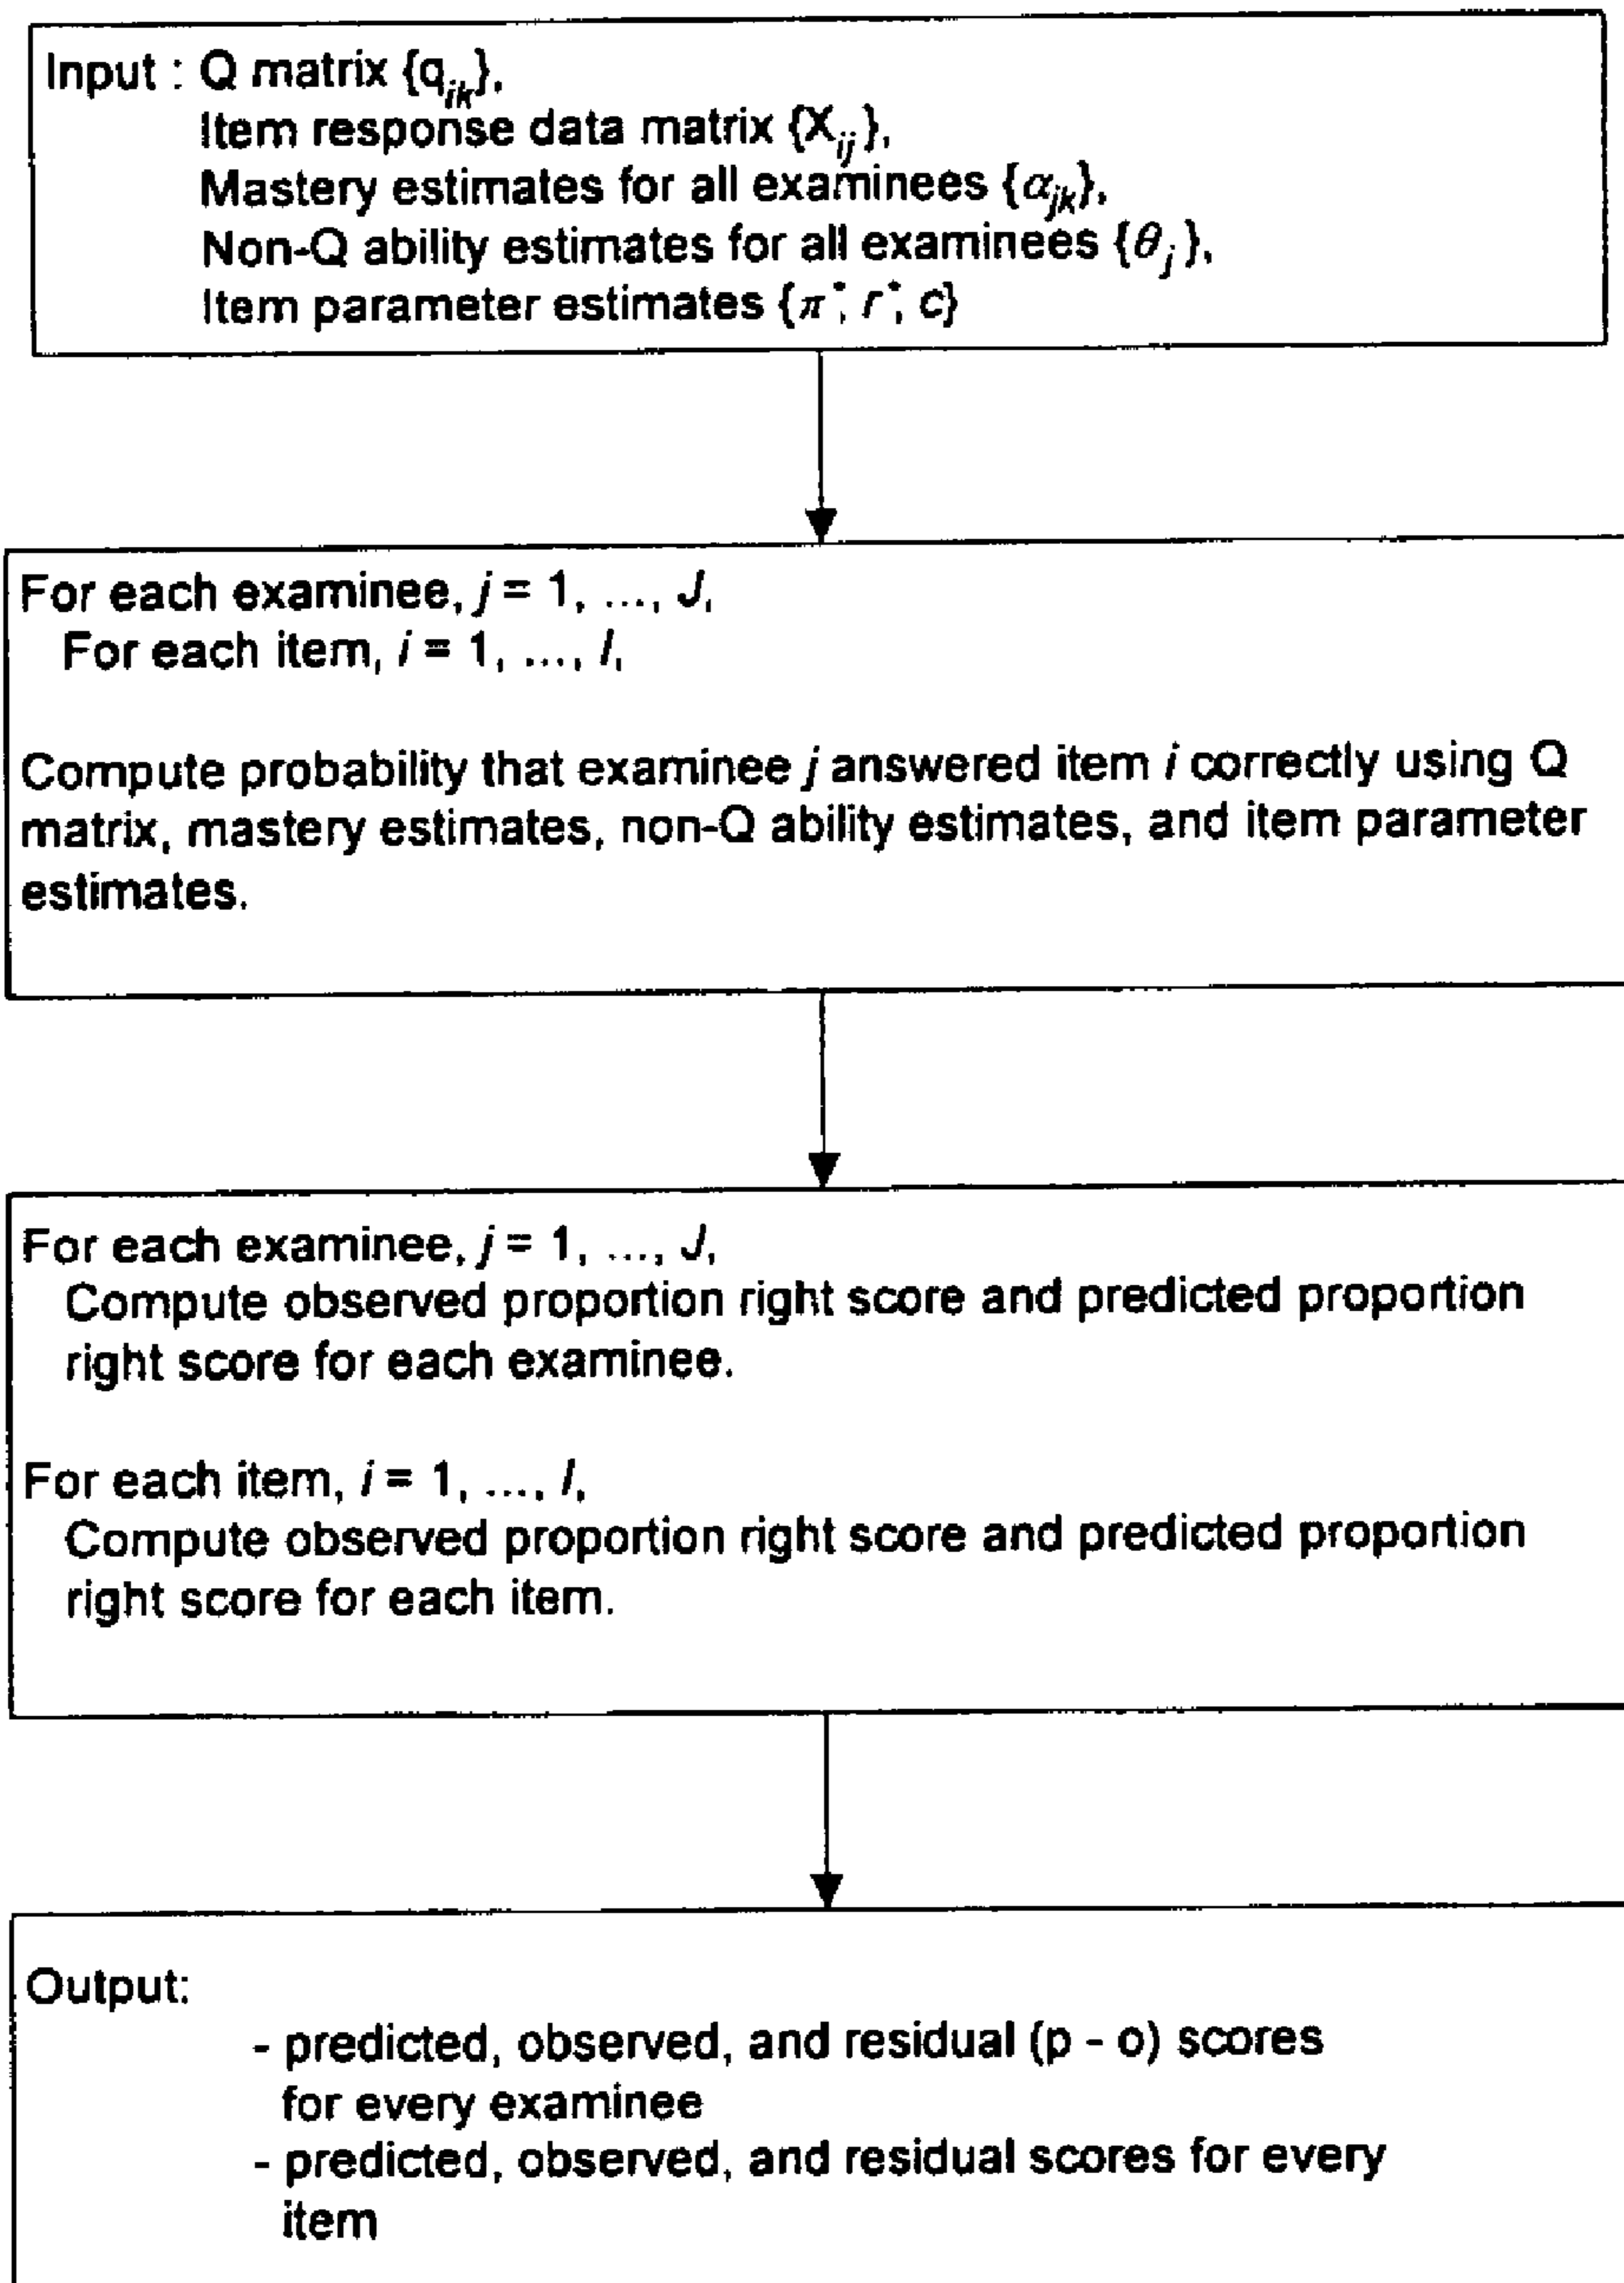 Input : Q matrix {q_ik},
Item response data matrix {X_ij},
Mastery estimates for all examinees {α_jk},
Non-Q ability estimates for all examinees {θ_j},
Item parameter estimates {π*, r*, c}
For each examinee, j = 1, ..., J,
For each item, i = 1, ..., I,
Compute probability that examinee j answered item i correctly using Q
matrix, mastery estimates, non-Q ability estimates, and item parameter
estimates.
For each examinee, j = 1, ..., J,
Compute observed proportion right score and predicted proportion
right score for each examinee.
For each item, i = 1, ..., I,
Compute observed proportion right score and predicted proportion
right score for each item.
Output:
- predicted, observed, and residual (p - o) scores
for every examinee
- predicted, observed, and residual scores for every
item